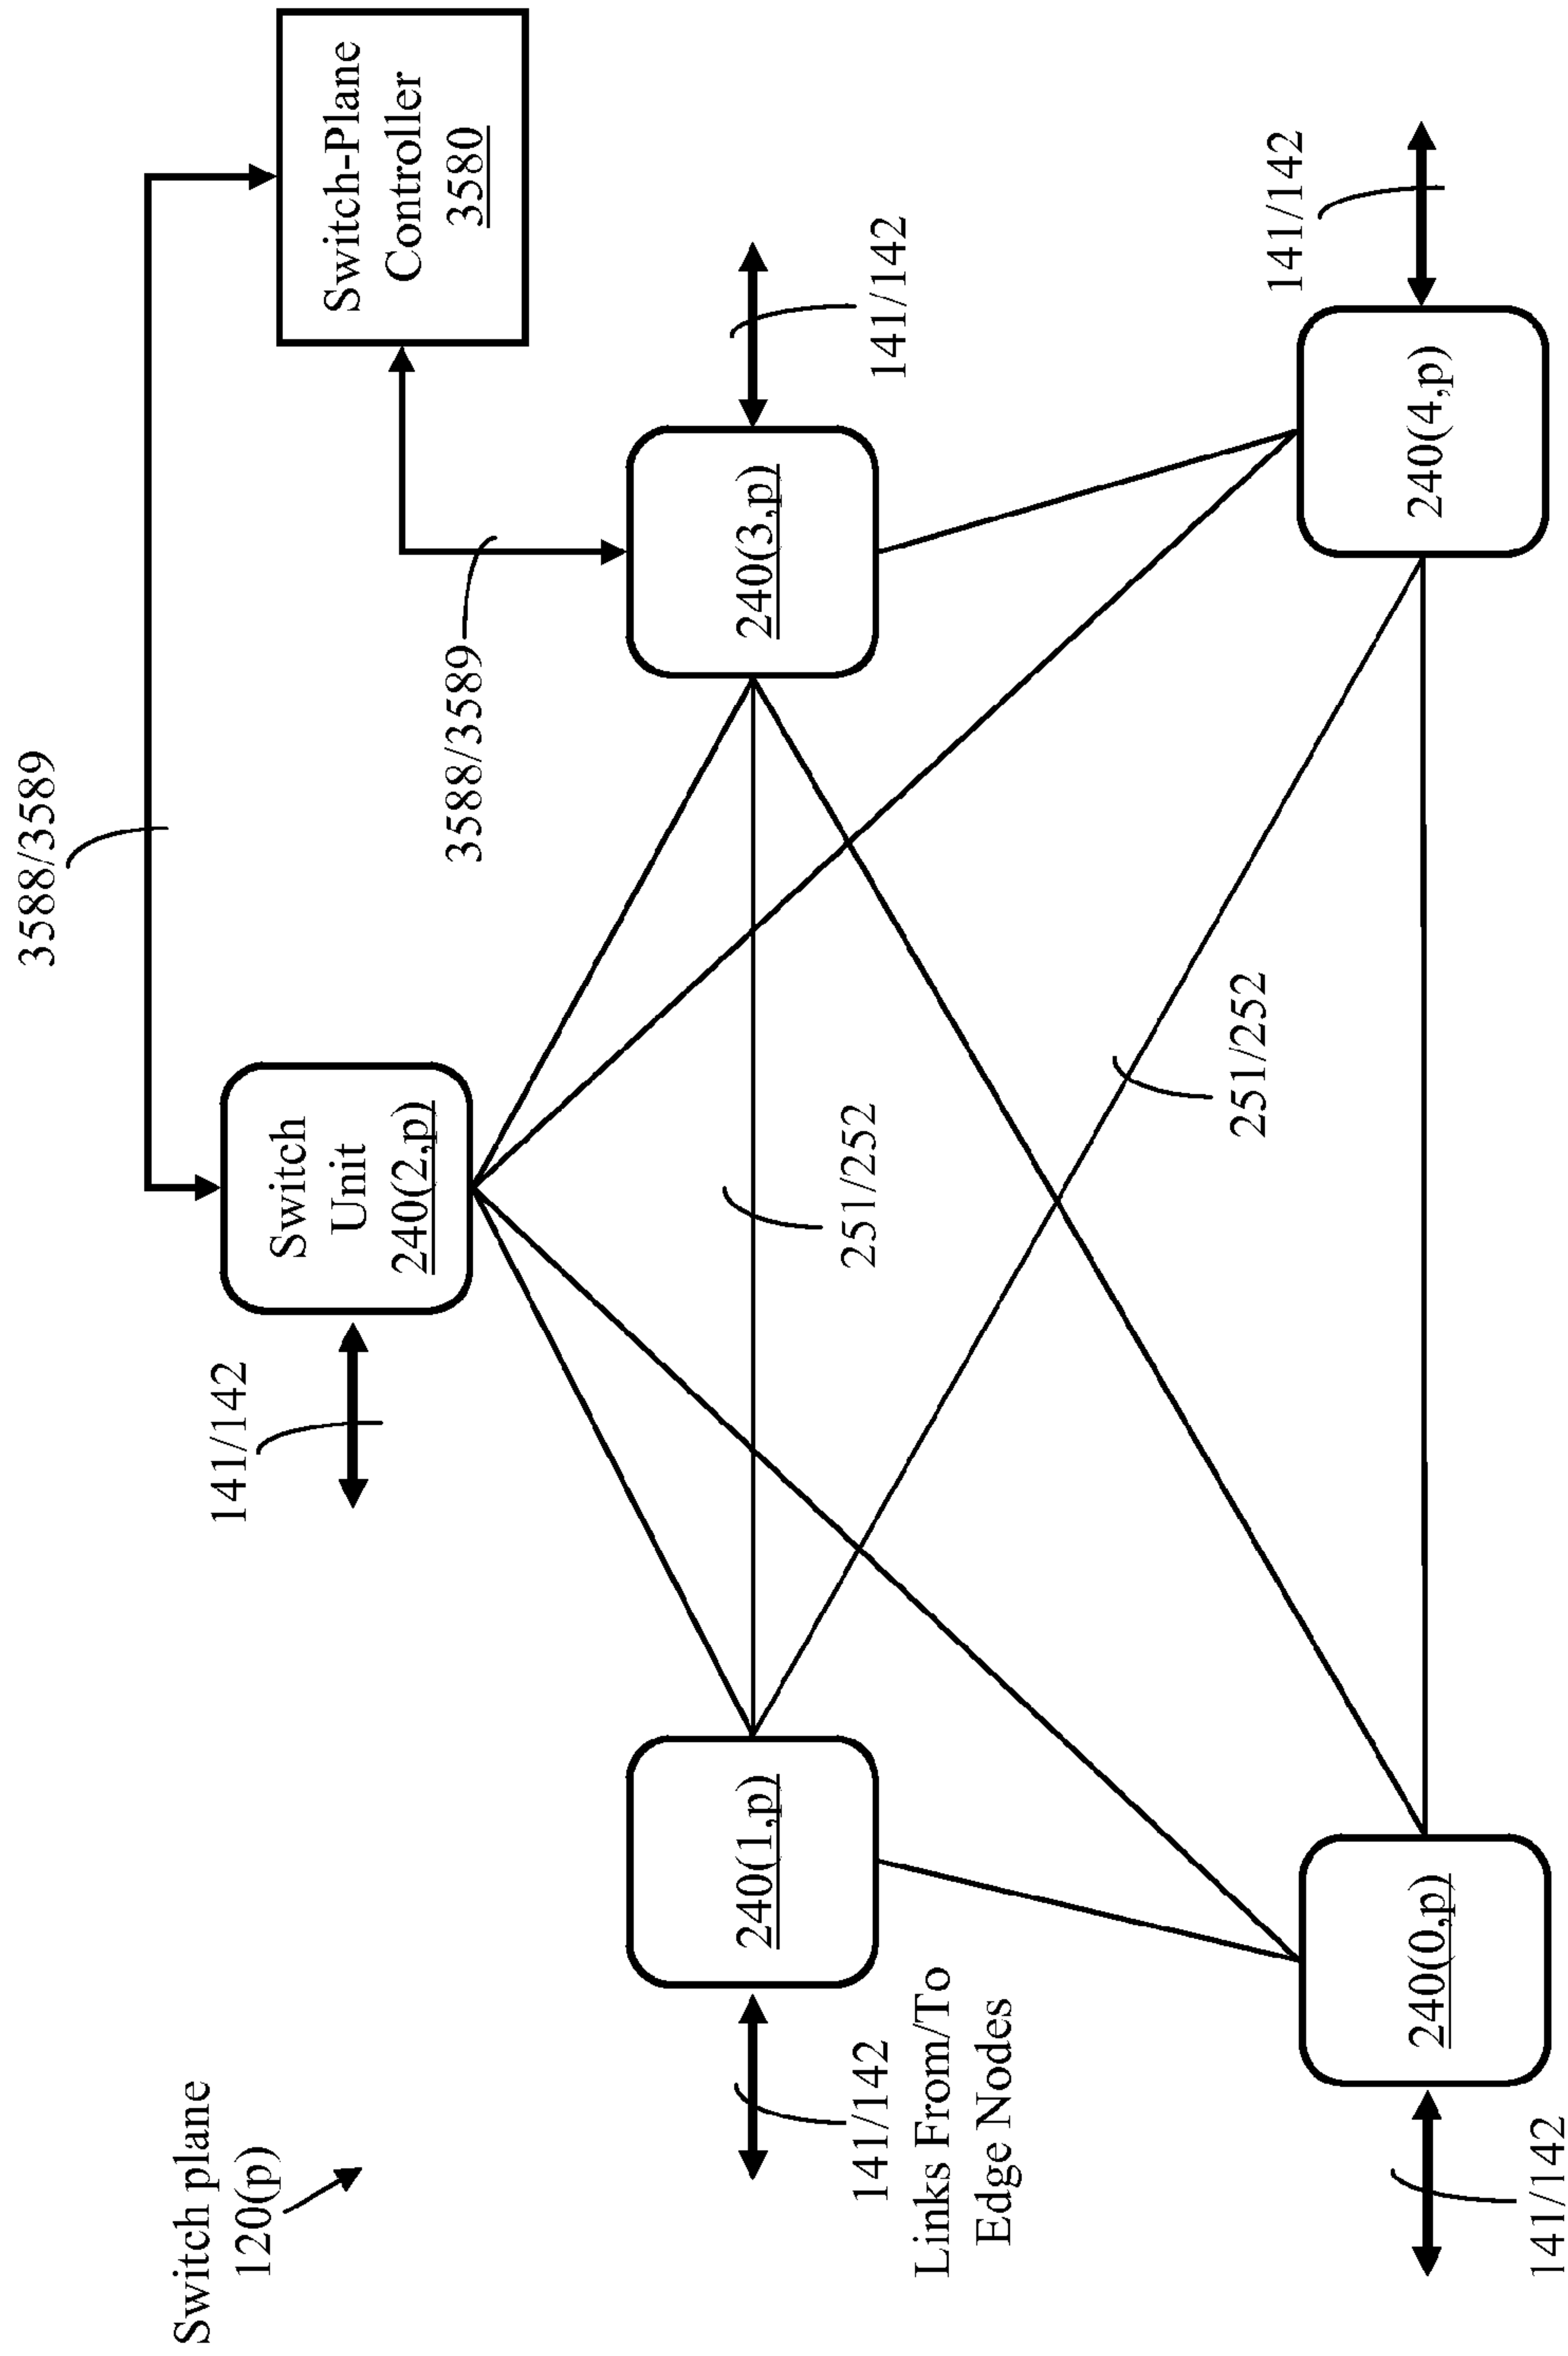 3588/3589
Switch plane
120(p)
141/142
Switch
Unit
240(2,p)
Switch-Plane
Controller
3580
3588/3589
240(1,p)
240(3,p)
141/142
Links From/To
Edge Nodes
251/252
141/142
251/252
141/142
240(0,p)
240(4,p)
141/142